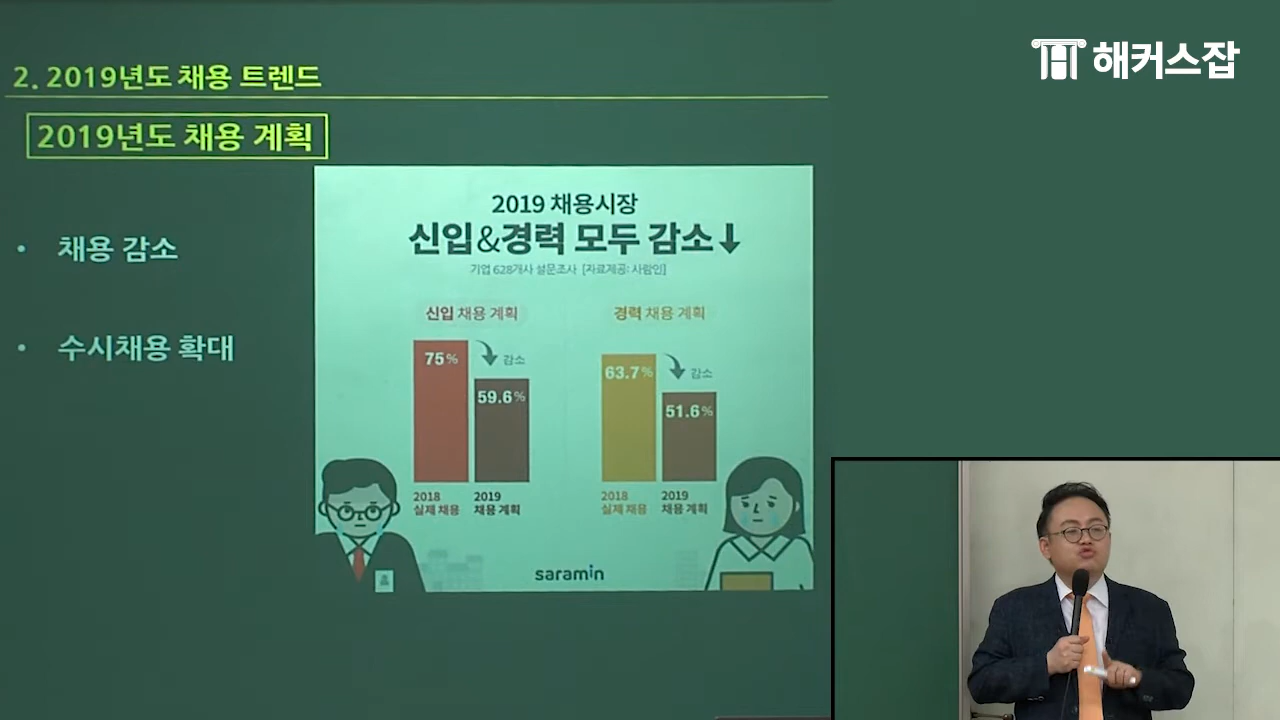 해커스잡
2. 2019년도 채용 트렌드
2019년도 채용 계획
• 채용 감소
• 수시채용 확대
2019 채용시장
신입&경력 모두 감소↓
기업 628개사 설문조사 [자료제공: 사람인]
신입 채용 계획
75%
감소
59.6%
2018
실제 채용
2019
채용 계획
경력 채용 계획
63.7%
감소
51.6%
2018
실제 채용
2019
채용 계획
saramin